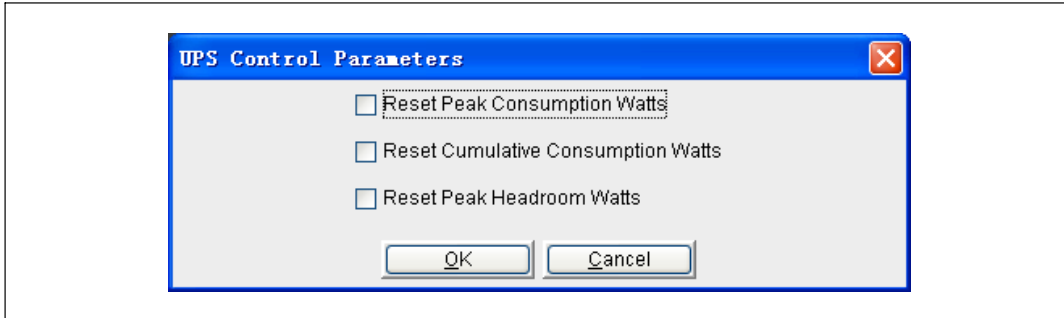 UPS Control Parameters
Reset Peak Consumption Watts
Reset Cumulative Consumption Watts
Reset Peak Headroom Watts
OK Cancel